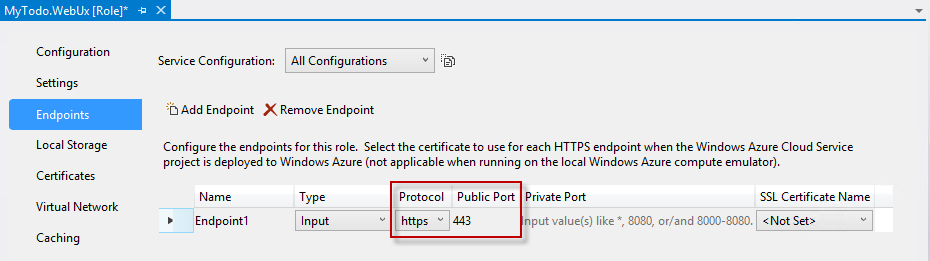 MyTodo.WebUx [Role]*
Configuration
Settings
Endpoints
Local Storage
Certificates
Virtual Network
Caching
Service Configuration: All Configurations
Add Endpoint Remove Endpoint
Configure the endpoints for this role. Select the certificate to use for each HTTPS endpoint when the Windows Azure Cloud Service
project is deployed to Windows Azure (not applicable when running on the local Windows Azure compute emulator).
Name Type Protocol Public Port Private Port SSL Certificate Name
Endpoint1 Input https 443 Input value(s) like *, 8080, or/and 8000-8080. <Not Set>